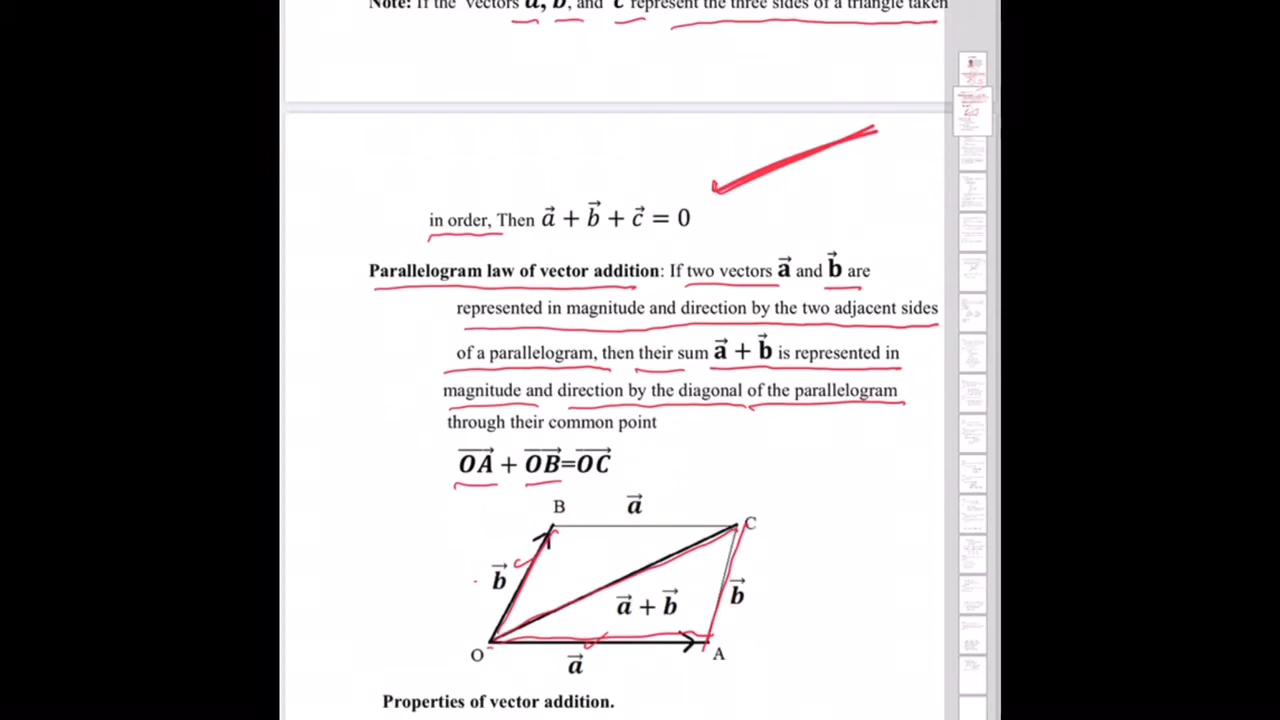 Note: If the vectors a, b, and c represent the three sides of a triangle taken
in order, Then a⃗ + b⃗ + c⃗ = 0
Parallelogram law of vector addition: If two vectors a⃗ and b⃗ are
represented in magnitude and direction by the two adjacent sides
of a parallelogram, then their sum a⃗ + b⃗ is represented in
magnitude and direction by the diagonal of the parallelogram
through their common point
O͞A⃗ + O͞B⃗=O͞C⃗
B a⃗
C
b⃗
a⃗ + b⃗ b⃗
O a⃗ A
Properties of vector addition.